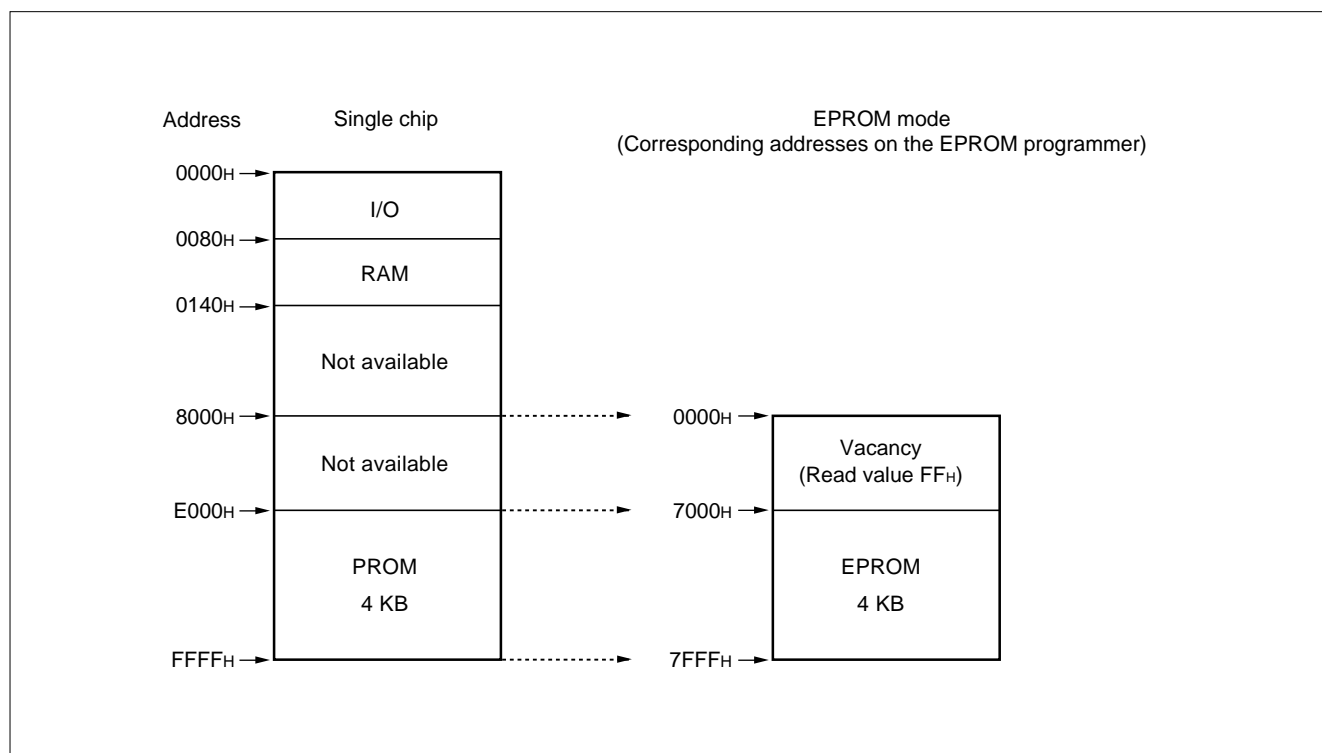 Address
Single chip
EPROM mode
(Corresponding addresses on the EPROM programmer)
0000H
I/O
0080H
RAM
0140H
Not available
8000H
0000H
Not available
Vacancy
(Read value FFH)
E000H
7000H
PROM
4 KB
EPROM
4 KB
FFFFH
7FFFH